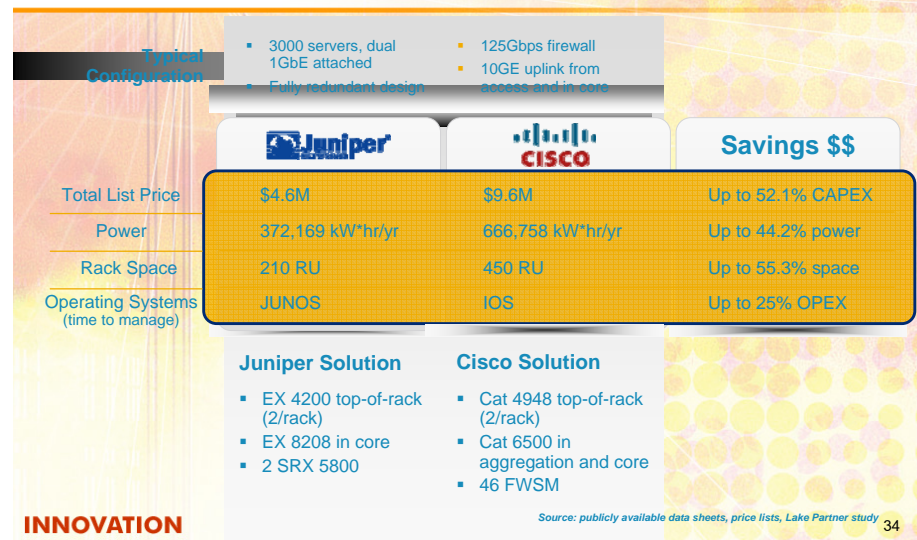 Typical
Configuration
▪ 3000 servers, dual
1GbE attached
▪ Fully redundant design
▪ 125Gbps firewall
▪ 10GE uplink from
access and in core
Juniper
CISCO
Savings $$
Total List Price $4.6M $9.6M Up to 52.1% CAPEX
Power 372,169 kW*hr/yr 666,758 kW*hr/yr Up to 44.2% power
Rack Space 210 RU 450 RU Up to 55.3% space
Operating Systems JUNOS IOS Up to 25% OPEX
(time to manage)
Juniper Solution
▪ EX 4200 top-of-rack
(2/rack)
▪ EX 8208 in core
▪ 2 SRX 5800
Cisco Solution
▪ Cat 4948 top-of-rack
(2/rack)
▪ Cat 6500 in
aggregation and core
▪ 46 FWSM
Source: publicly available data sheets, price lists, Lake Partner study
INNOVATION
34